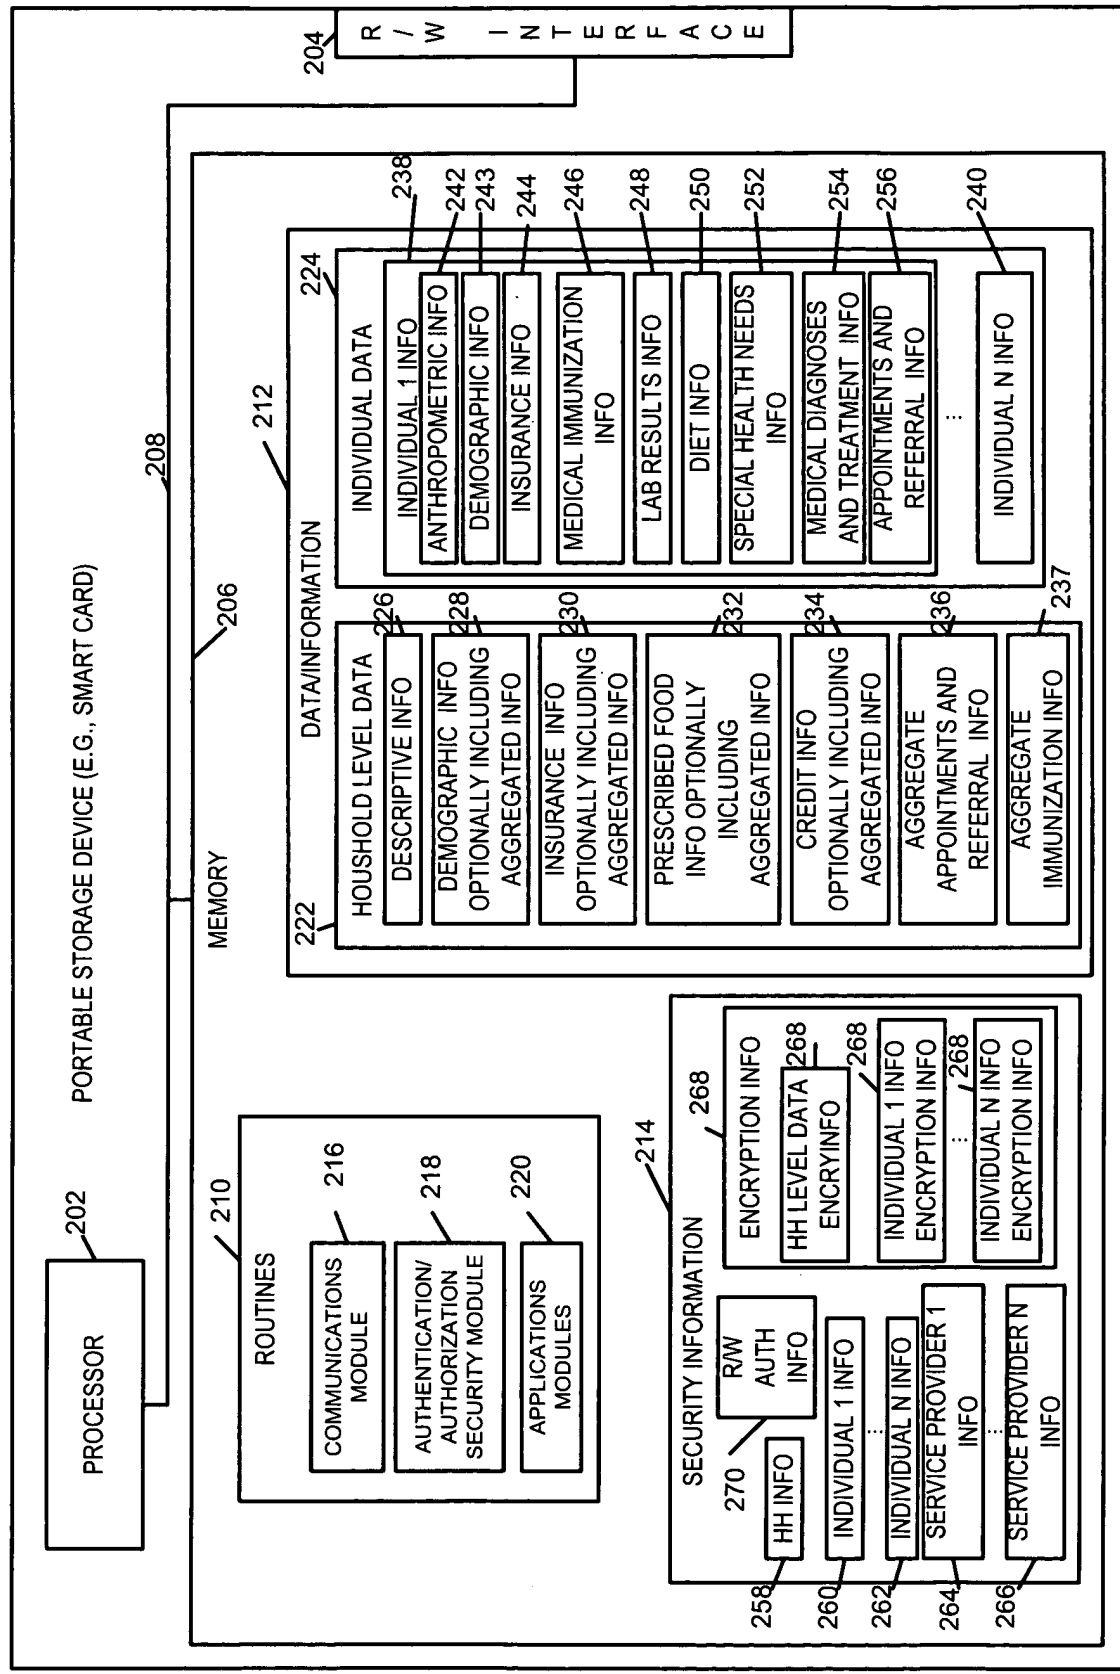 PORTABLE STORAGE DEVICE (E.G., SMART CARD)
202
PROCESSOR
208
204
R/W INTERFACE
206
MEMORY
210
ROUTINES
216
COMMUNICATIONS
MODULE
218
AUTHENTICATION/
AUTHORIZATION
SECURITY MODULE
220
APPLICATIONS
MODULES
212
DATA/INFORMATION
222
HOUSHOLD LEVEL DATA
226
DESCRIPTIVE INFO
228
DEMOGRAPHIC INFO
OPTIONALLY INCLUDING
AGGREGATED INFO
230
INSURANCE INFO
OPTIONALLY INCLUDING
AGGREGATED INFO
232
PRESCRIBED FOOD
INFO OPTIONALLY
INCLUDING
AGGREGATED INFO
234
CREDIT INFO
OPTIONALLY INCLUDING
AGGREGATED INFO
236
AGGREGATE
APPOINTMENTS AND
REFERRAL INFO
237
AGGREGATE
IMMUNIZATION INFO
224
INDIVIDUAL DATA
238
INDIVIDUAL 1 INFO
242
ANTHROPOMETRIC INFO
243
DEMOGRAPHIC INFO
244
INSURANCE INFO
246
MEDICAL IMMUNIZATION
INFO
248
LAB RESULTS INFO
250
DIET INFO
252
SPECIAL HEALTH NEEDS
INFO
254
MEDICAL DIAGNOSES
AND TREATMENT INFO
256
APPOINTMENTS AND
REFERRAL INFO
...
240
INDIVIDUAL N INFO
214
SECURITY INFORMATION
270
R/W
AUTH
INFO
258
HH INFO
260
INDIVIDUAL 1 INFO
...
262
INDIVIDUAL N INFO
264
SERVICE PROVIDER 1
INFO
...
266
SERVICE PROVIDER N
INFO
268
ENCRYPTION INFO
268
HH LEVEL DATA
ENCRYINFO
268
INDIVIDUAL 1 INFO
ENCRYPTION INFO
...
268
INDIVIDUAL N INFO
ENCRYPTION INFO